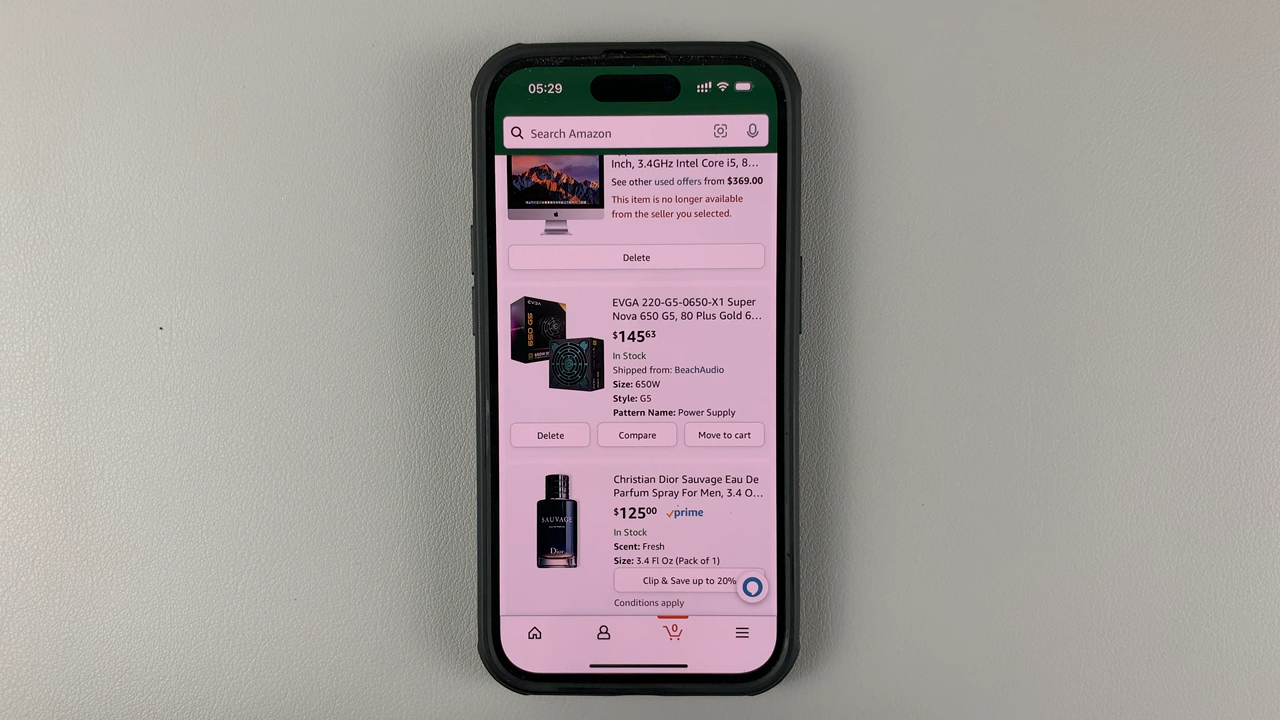 05:29
Search Amazon
Inch, 3.4GHz Intel Core i5, 8...
See other used offers from $369.00
This item is no longer available
from the seller you selected.
Delete
EVGA 220-G5-0650-X1 Super
Nova 650 G5, 80 Plus Gold 6...
$145 63
In Stock
Shipped from: BeachAudio
Size: 650W
Style: G5
Pattern Name: Power Supply
EVGA
650 G5
Delete
Compare
Move to cart
Christian Dior Sauvage Eau De
Parfum Spray For Men, 3.4 O...
$125 00 prime
In Stock
Scent: Fresh
Size: 3.4 Fl Oz (Pack of 1)
SAUVAGE
Dior
Clip & Save up to 20%
Conditions apply
0